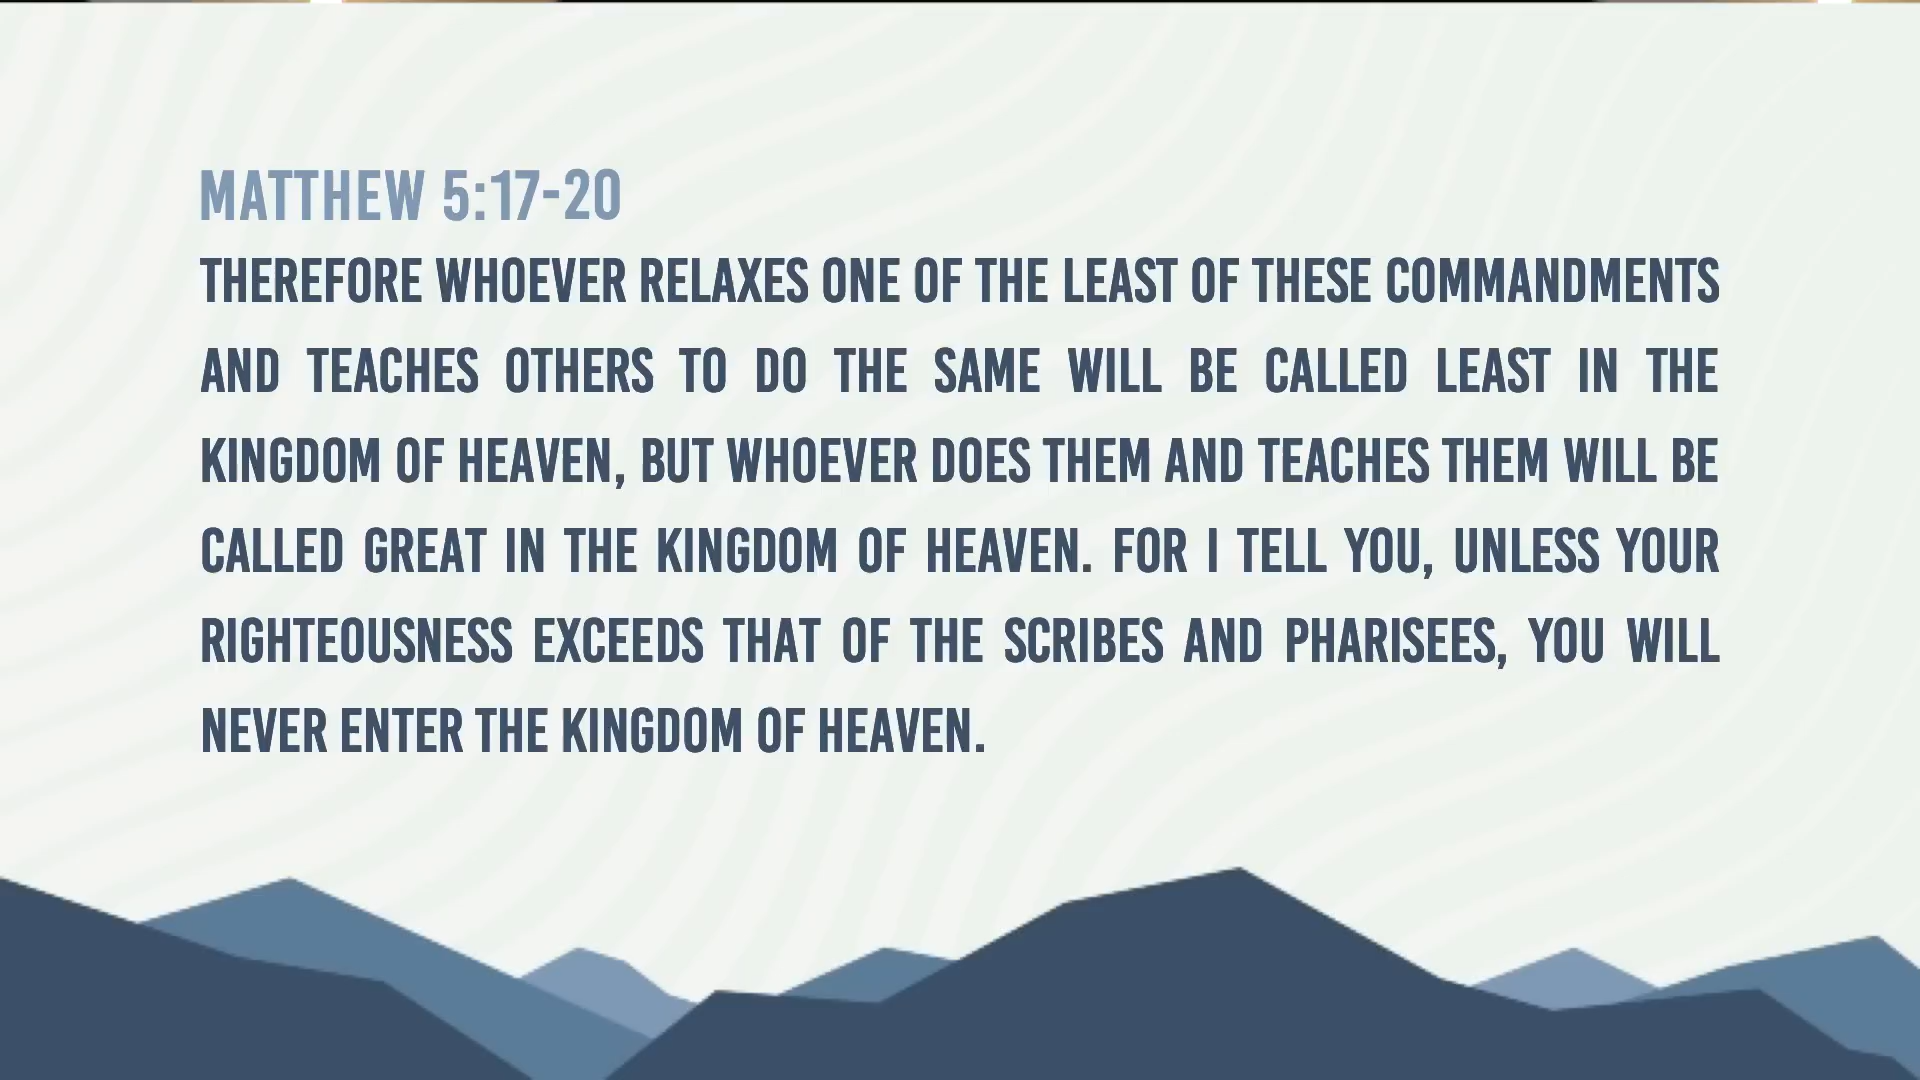 MATTHEW 5:17-20
THEREFORE WHOEVER RELAXES ONE OF THE LEAST OF THESE COMMANDMENTS
AND TEACHES OTHERS TO DO THE SAME WILL BE CALLED LEAST IN THE
KINGDOM OF HEAVEN, BUT WHOEVER DOES THEM AND TEACHES THEM WILL BE
CALLED GREAT IN THE KINGDOM OF HEAVEN. FOR I TELL YOU, UNLESS YOUR
RIGHTEOUSNESS EXCEEDS THAT OF THE SCRIBES AND PHARISEES, YOU WILL
NEVER ENTER THE KINGDOM OF HEAVEN.